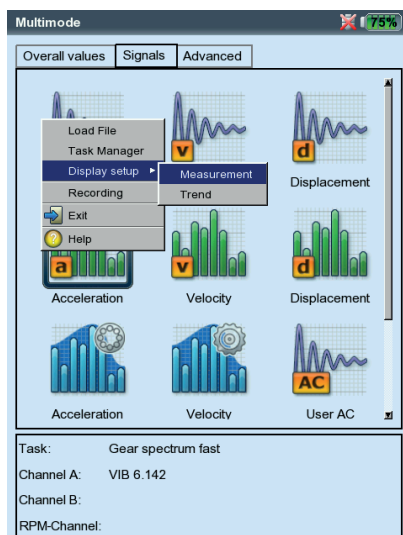 Multimode 75%
Overall values Signals Advanced
Load File
Task Manager
Display setup
Measurement
Recording
Trend
Exit
Help
v
d
Displacement
a
v
d
Acceleration Velocity Displacement
AC
Acceleration Velocity User AC
Task: Gear spectrum fast
Channel A: VIB 6.142
Channel B:
RPM-Channel: